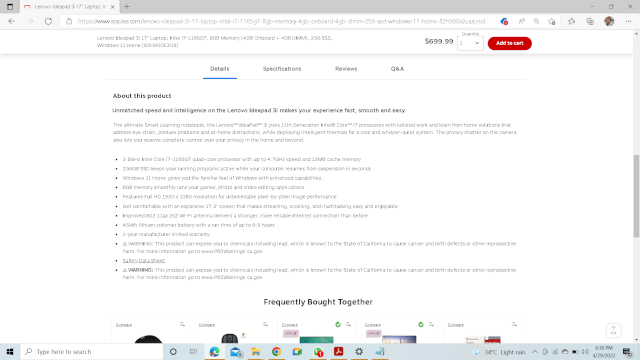 Lenovo Ideapad 3i 17" Laptop, I
https://www.staples.com/lenovo-ideapad-3i-17-laptop-intel-i7-1165g7-8gb-memory-4gb-onboard-4gb-dimm-256-ssd-windows-11-home-82h900e2us/prod...
Lenovo Ideapad 3i 17" Laptop, Intel i7-1165G7, 8GB Memory (4GB Onboard + 4GB DIMM), 256 SSD,
Windows 11 Home (82H900E2US)
$699.99
Quantity
1
Add to cart
Details
Specifications
Reviews
Q&A
About this product
Unmatched speed and intelligence on the Lenovo Ideapad 3i makes your experience fast, smooth and easy.
The ultimate Smart Learning notebook, the Lenovo™ IdeaPad™ 3i pairs 11th Generation Intel® Core™ i7 processors with tailored work and learn from home solutions that
address eye strain, posture problems and at-home distractions, while deploying intelligent thermals for a cool and whisper-quiet system. The privacy shutter on the camera
also lets you reserve complete control over your privacy in the home and beyond.
2.8GHz Intel Core i7-1165G7 quad-core processor with up to 4.7GHz speed and 12MB cache memory
256GB SSD keeps your running programs active while your computer resumes from suspension in seconds
Windows 11 Home gives you the familiar feel of Windows with enhanced capabilities
8GB memory smoothly runs your games, photo and video editing applications
Features Full HD 1920 x 1080 resolution for unbelievable pixel-by-pixel image performance
Get comfortable with an expansive 17.3" screen that makes streaming, scrolling, and multitasking easy and enjoyable
Improved 802.11ax 2x2 Wi-Fi antenna delivers a stronger, more reliable Internet connection than before
45Wh lithium-polymer battery with a run time of up to 6.5 hours
1-year manufacturer limited warranty
⚠ WARNING: This product can expose you to chemicals including lead, which is known to the State of California to cause cancer and birth defects or other reproductive
harm. For more information go to www.P65Warnings.ca.gov
Safety Data Sheet
⚠ WARNING: This product can expose you to chemicals including lead, which is known to the State of California to cause cancer and birth defects or other reproductive
harm. For more information go to www.P65Warnings.ca.gov
Frequently Bought Together
Compare
Compare
Compare
Compare
Compare
Type here to search
34°C Light rain
6:30 PM
4/29/2022